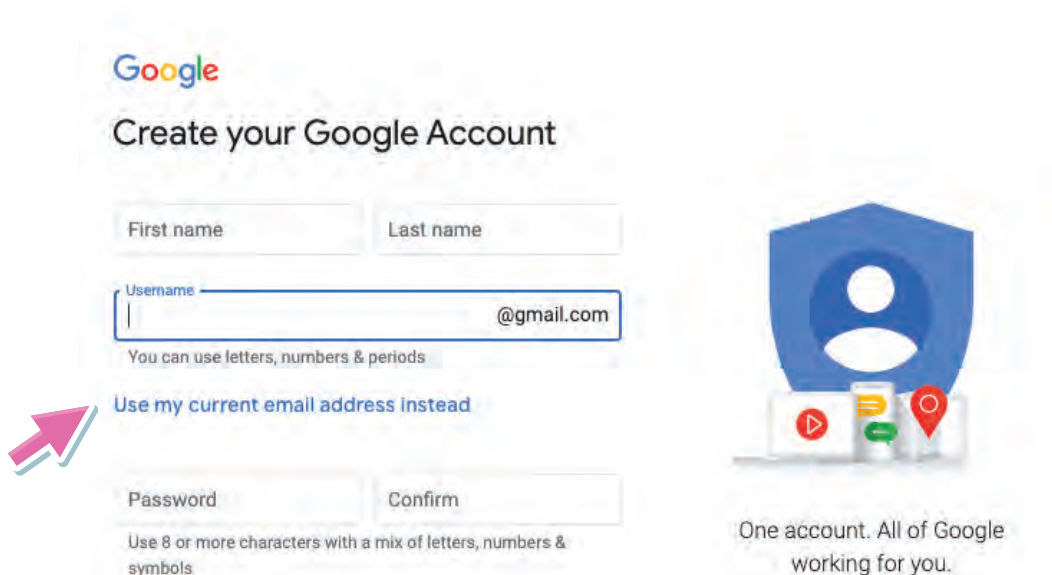 Google
Create your Google Account
First name
Last name
Username
@gmail.com
You can use letters, numbers & periods
Use my current email address instead
Password
Confirm
Use 8 or more characters with a mix of letters, numbers &
symbols
One account. All of Google
working for you.